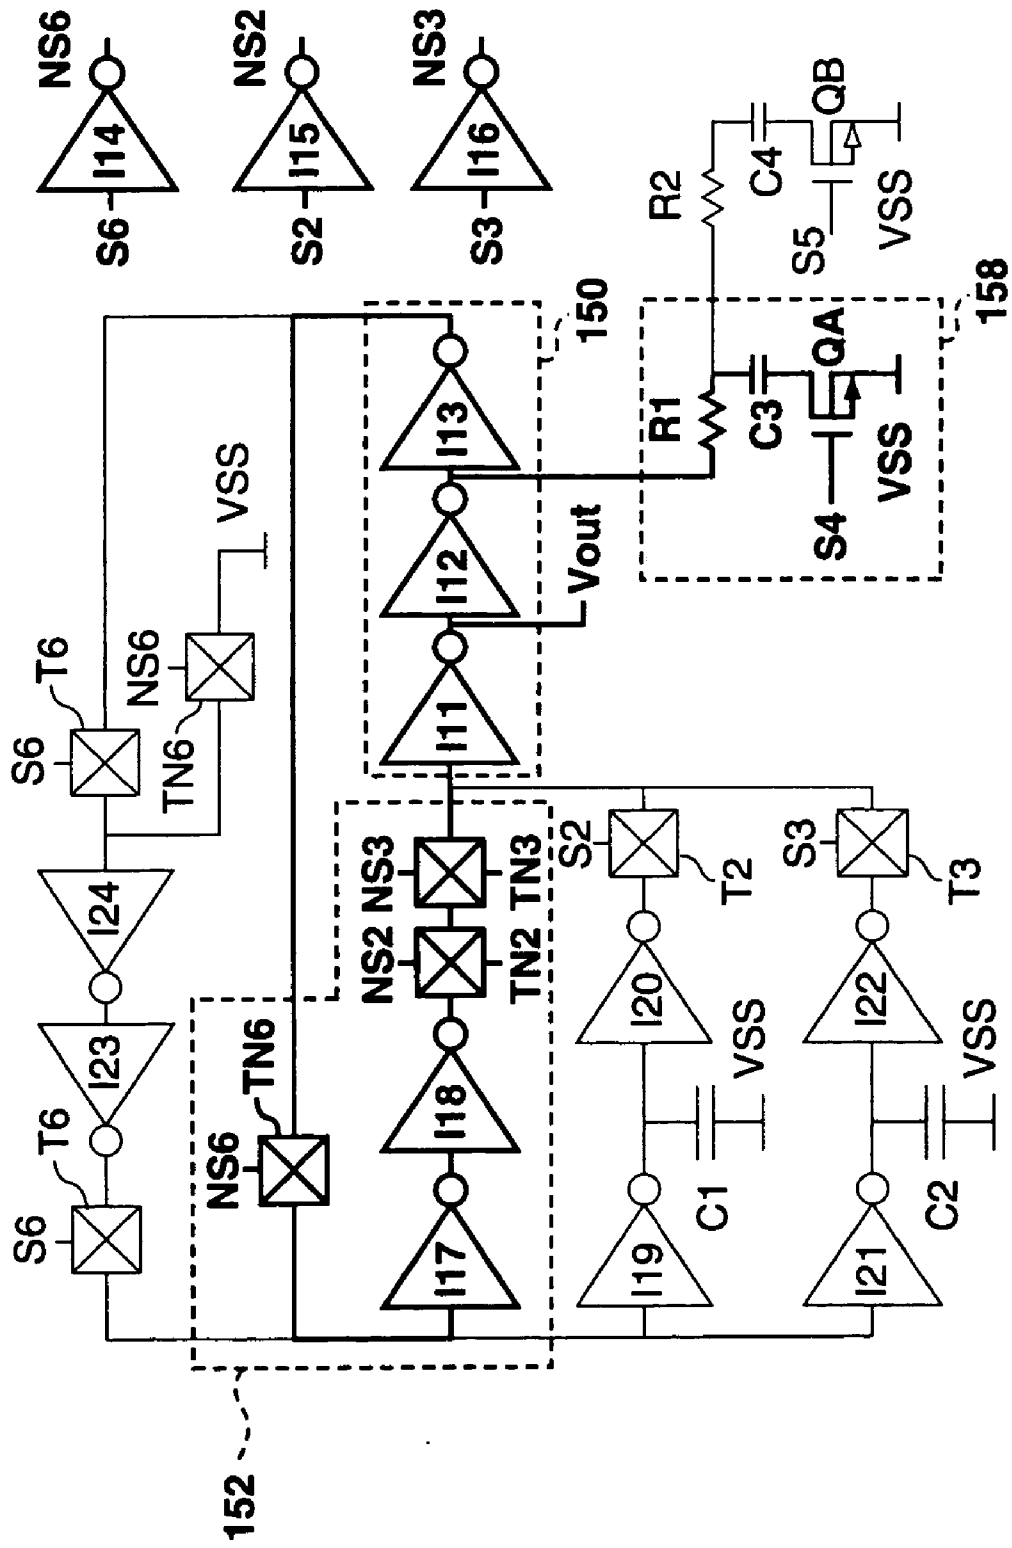 S6
I14
NS6
S2
I15
NS2
S3
I16
NS3
S6
T6
I23
I24
S6
T6
TN6
NS6
VSS
152
NS6
TN6
I17
I18
NS2
TN2
NS3
TN3
I11
I12
I13
150
Vout
I19
C1
VSS
I20
S2
T2
I21
C2
VSS
I22
S3
T3
R1
C3
S4
QA
VSS
158
R2
C4
S5
QB
VSS